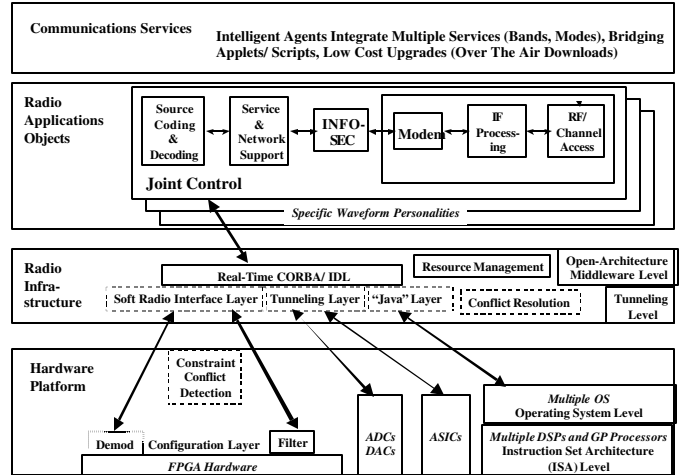 Communications Services
Intelligent Agents Integrate Multiple Services (Bands, Modes), Bridging
Applets/ Scripts, Low Cost Upgrades (Over The Air Downloads)
Radio
Applications
Objects
Source
Coding
&
Decoding
Service
&
Network
Support
INFO-
SEC
Modem
IF
Process-
ing
RF/
Channel
Access
Joint Control
Specific Waveform Personalities
Radio
Infra-
structure
Real-Time CORBA/ IDL
Resource Management
Open-Architecture
Middleware Level
Soft Radio Interface Layer
Tunneling Layer
“Java” Layer
Conflict Resolution
Tunneling
Level
Hardware
Platform
Constraint
Conflict
Detection
Multiple OS
Operating System Level
Demod
Configuration Layer
Filter
FPGA Hardware
ADCs
DACs
ASICs
Multiple DSPs and GP Processors
Instruction Set Architecture
(ISA) Level